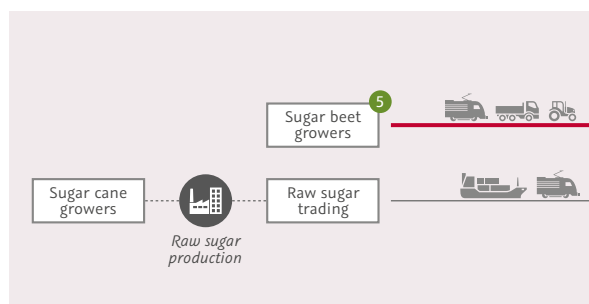 5
Sugar beet
growers
Sugar cane
growers
Raw sugar
trading
Raw sugar
production